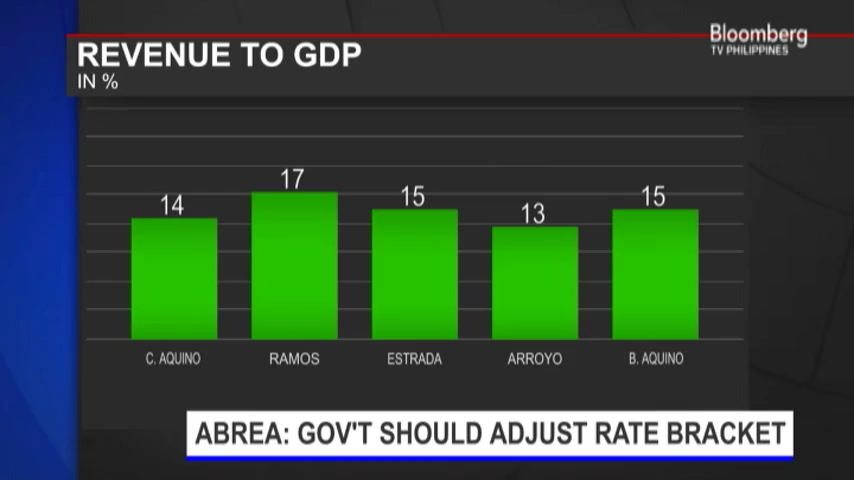 Bloomberg
TV PHILIPPINES
REVENUE TO GDP
IN %
14
17
15
13
15
C. AQUINO
RAMOS
ESTRADA
ARROYO
B. AQUINO
ABREA: GOV'T SHOULD ADJUST RATE BRACKET